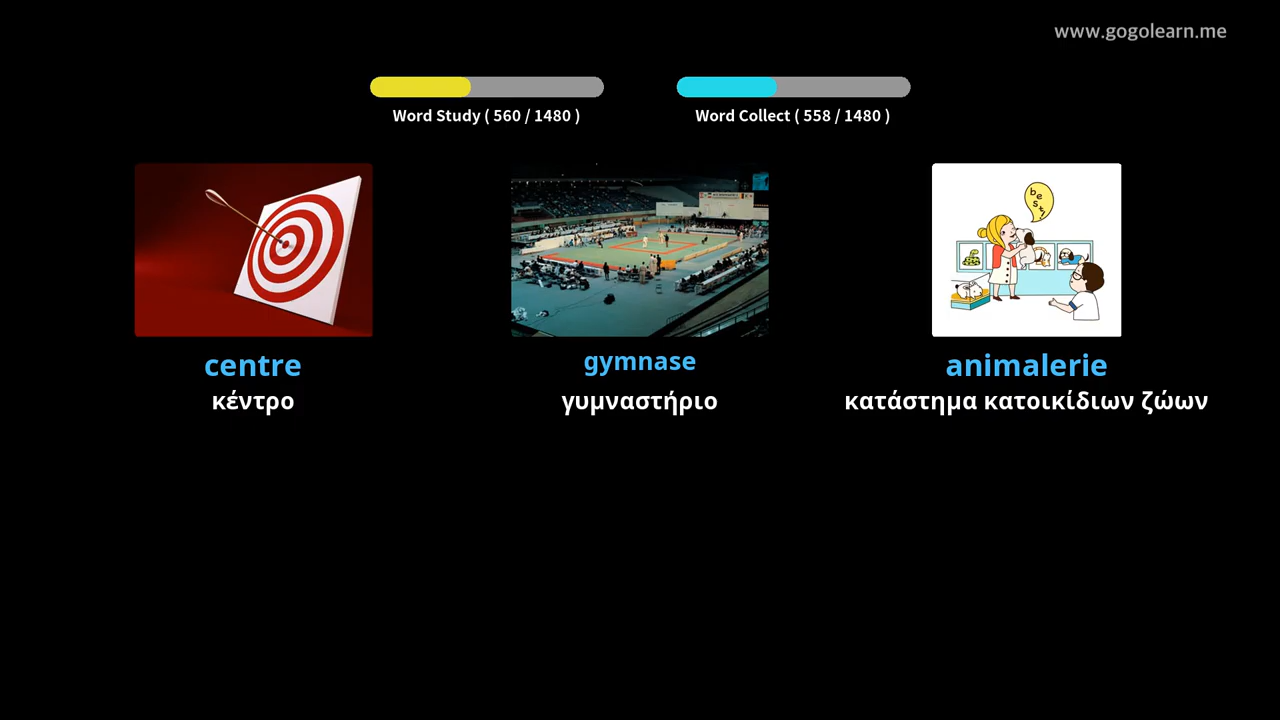 www.gogolearn.me
Word Study ( 560 / 1480 )
Word Collect ( 558 / 1480 )
best
centre
gymnase
animalerie
κέντρο
γυμναστήριο
κατάστημα κατοικίδιων ζώων